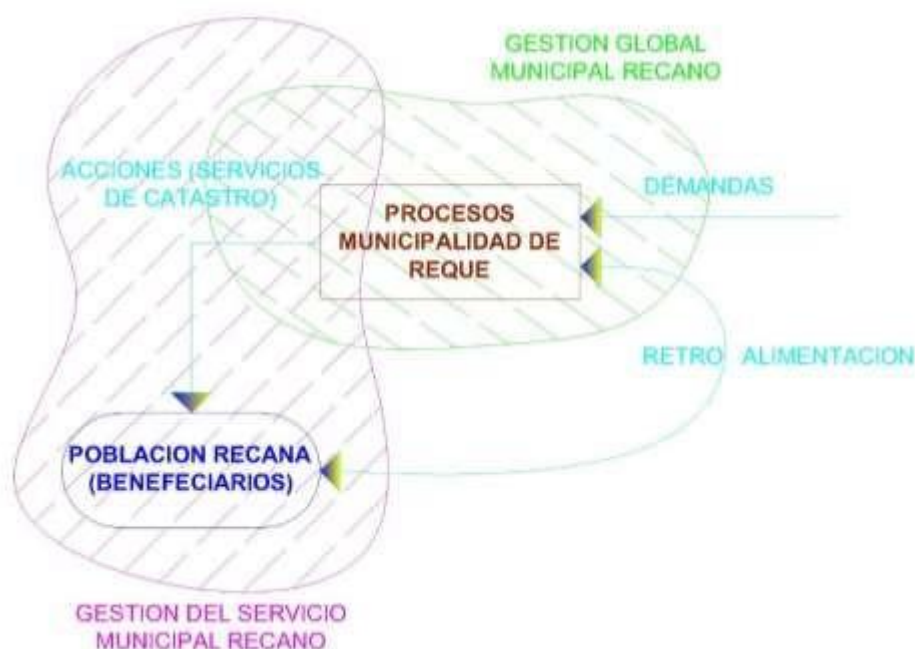 GESTION GLOBAL
MUNICIPAL RECANO
ACCIONES (SERVICIOS
DE CATASTRO)
DEMANDAS
PROCESOS
MUNICIPALIDAD DE
REQUE
RETRO ALIMENTACION
POBLACION RECANA
(BENEFECIARIOS)
GESTION DEL SERVICIO
MUNICIPAL RECANO